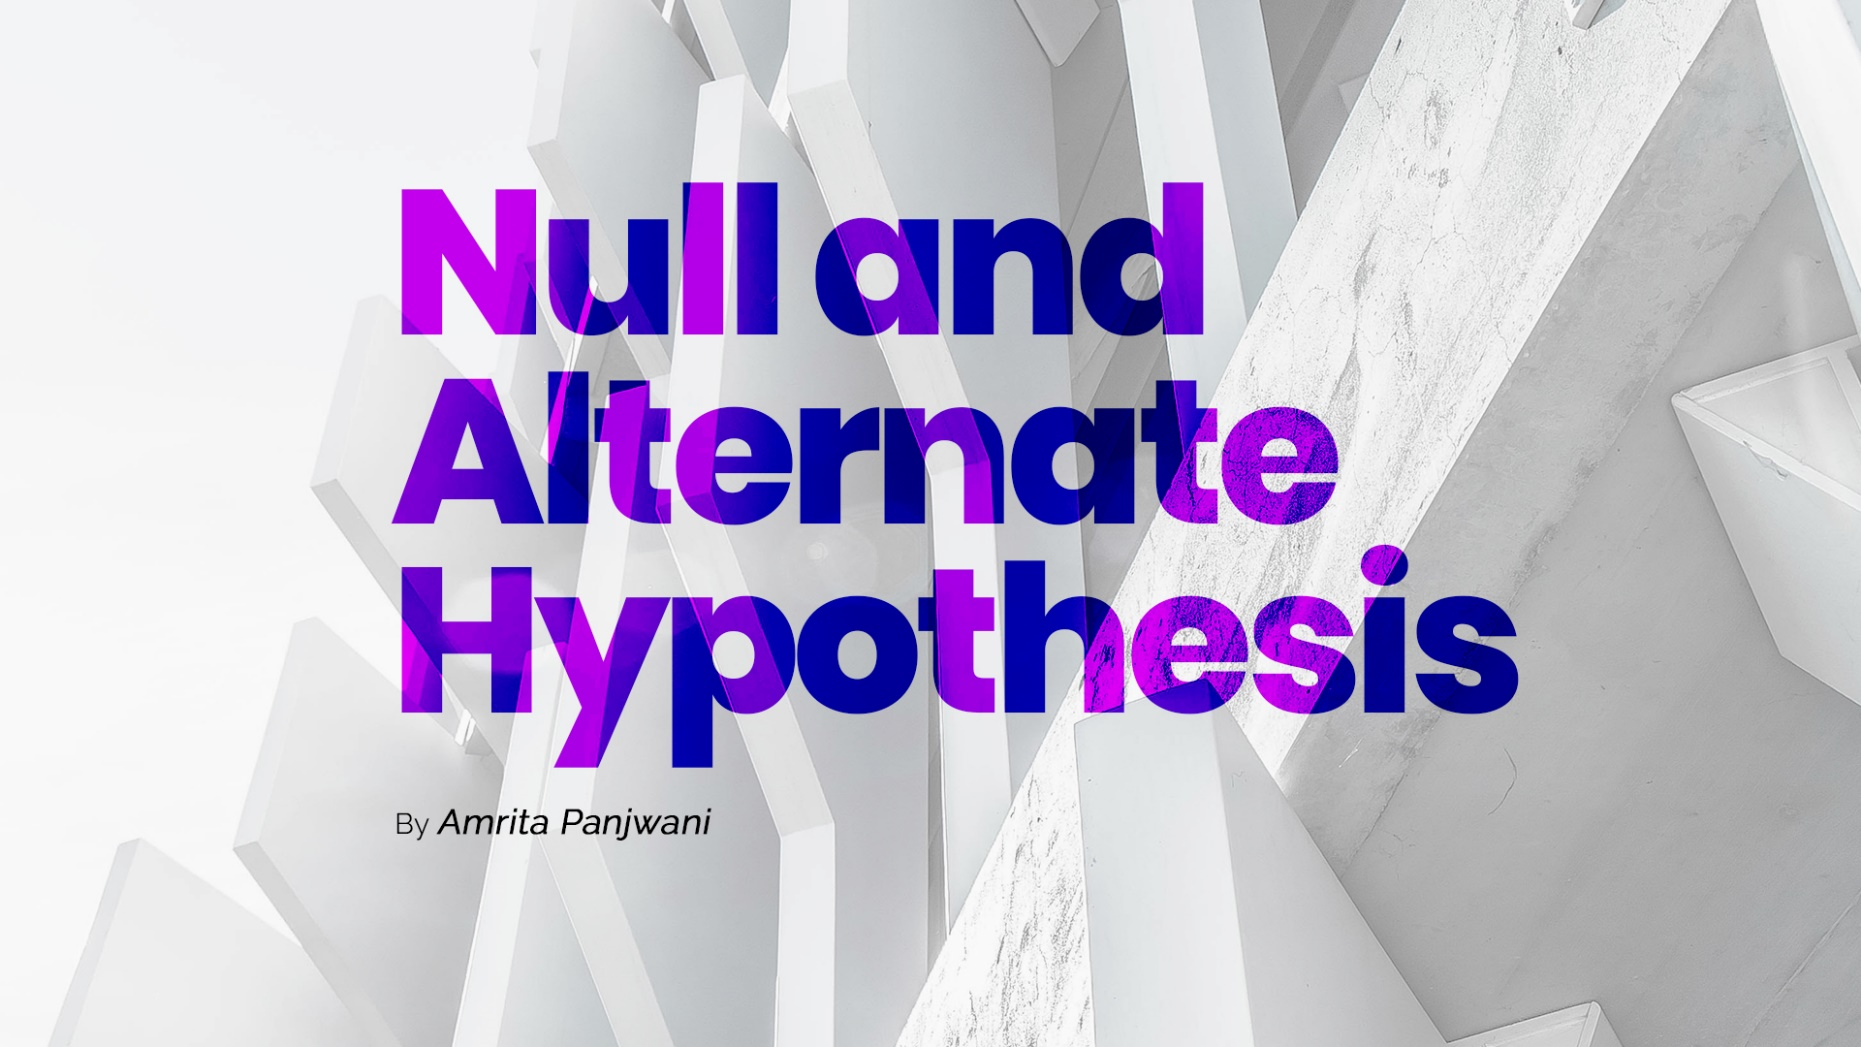 Null and
Alternate
Hypothesis
By Amrita Panjwani